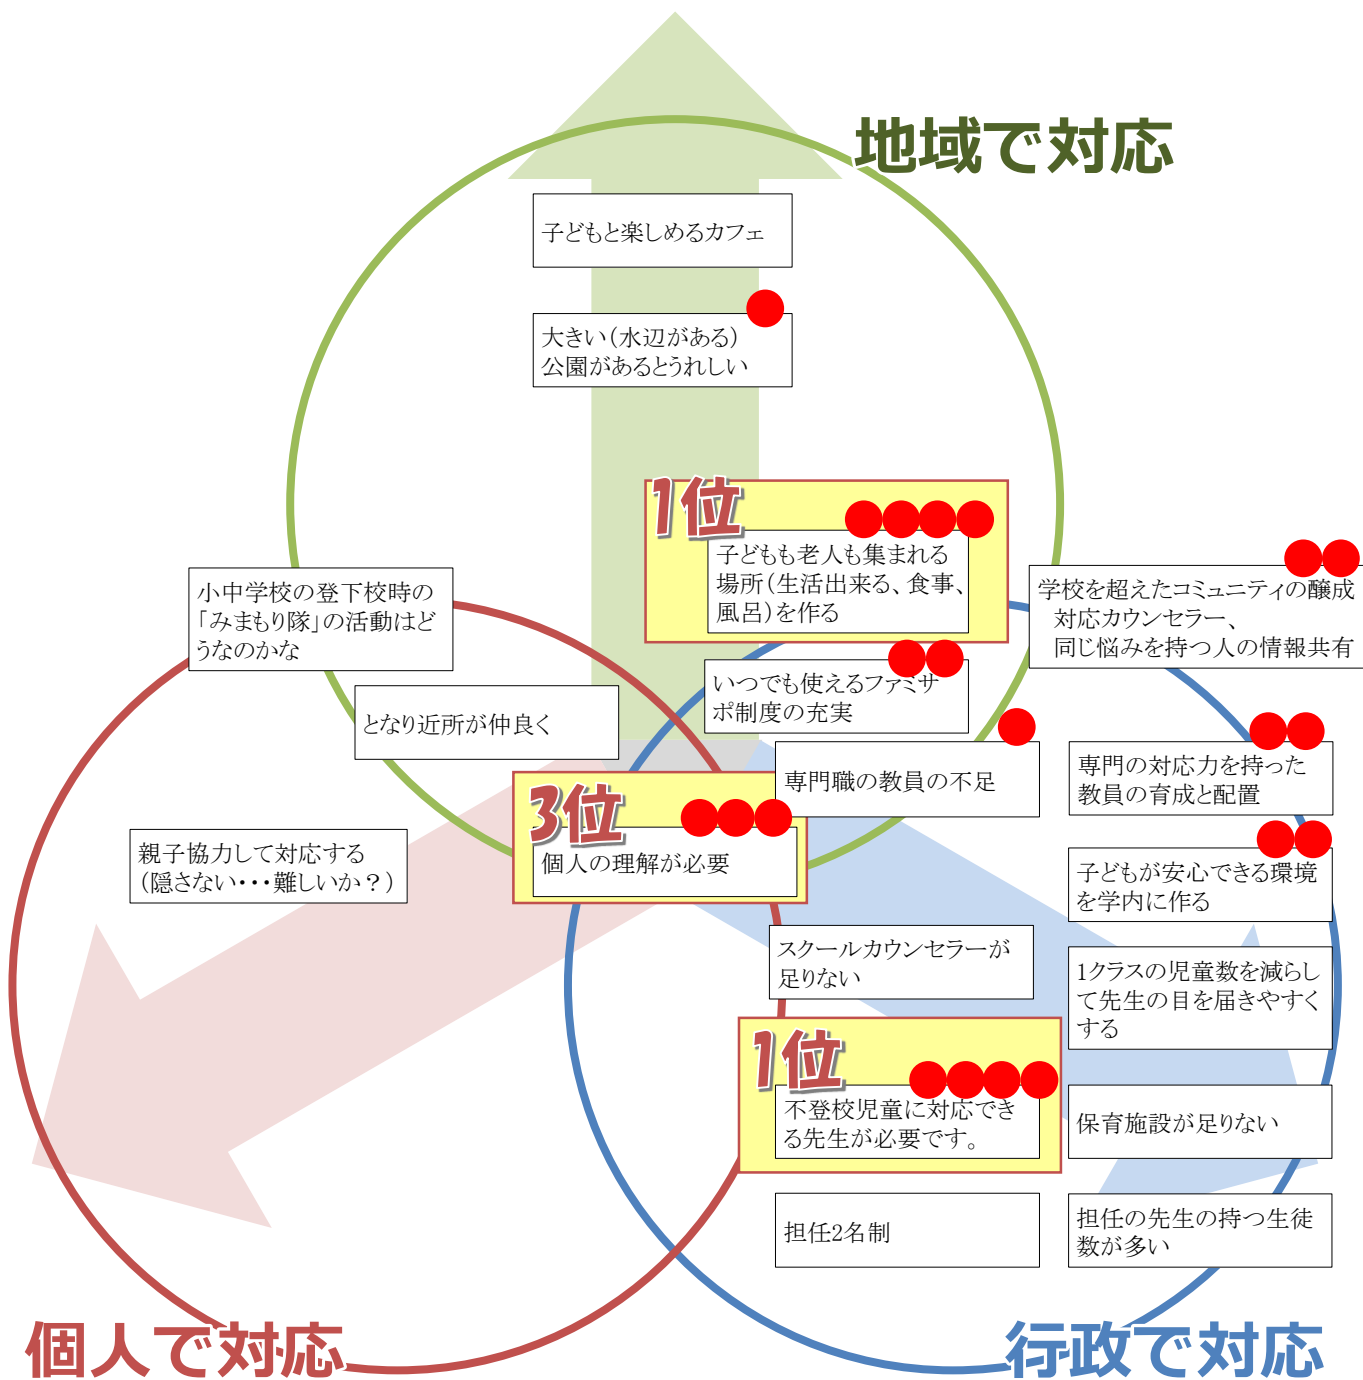 地域で対応
子どもと楽しめるカフェ
大きい(水辺がある)
公園があるとうれしい
1位
子どもも老人も集まれる
場所(生活出来る、食事、
風呂)を作る
小中学校の登下校時の
「みまもり隊」の活動はど
うなのかな
学校を超えたコミュニティの醸成
対応カウンセラー、
同じ悩みを持つ人の情報共有
いつでも使えるファミサ
ポ制度の充実
となり近所が仲良く
専門職の教員の不足
専門の対応力を持った
教員の育成と配置
3位
個人の理解が必要
親子協力して対応する
(隠さない・・・難しいか?)
子どもが安心できる環境
を学内に作る
スクールカウンセラーが
足りない
1クラスの児童数を減らし
て先生の目を届きやすく
する
1位
不登校児童に対応でき
る先生が必要です。
保育施設が足りない
担任2名制
担任の先生の持つ生徒
数が多い
個人で対応
行政で対応